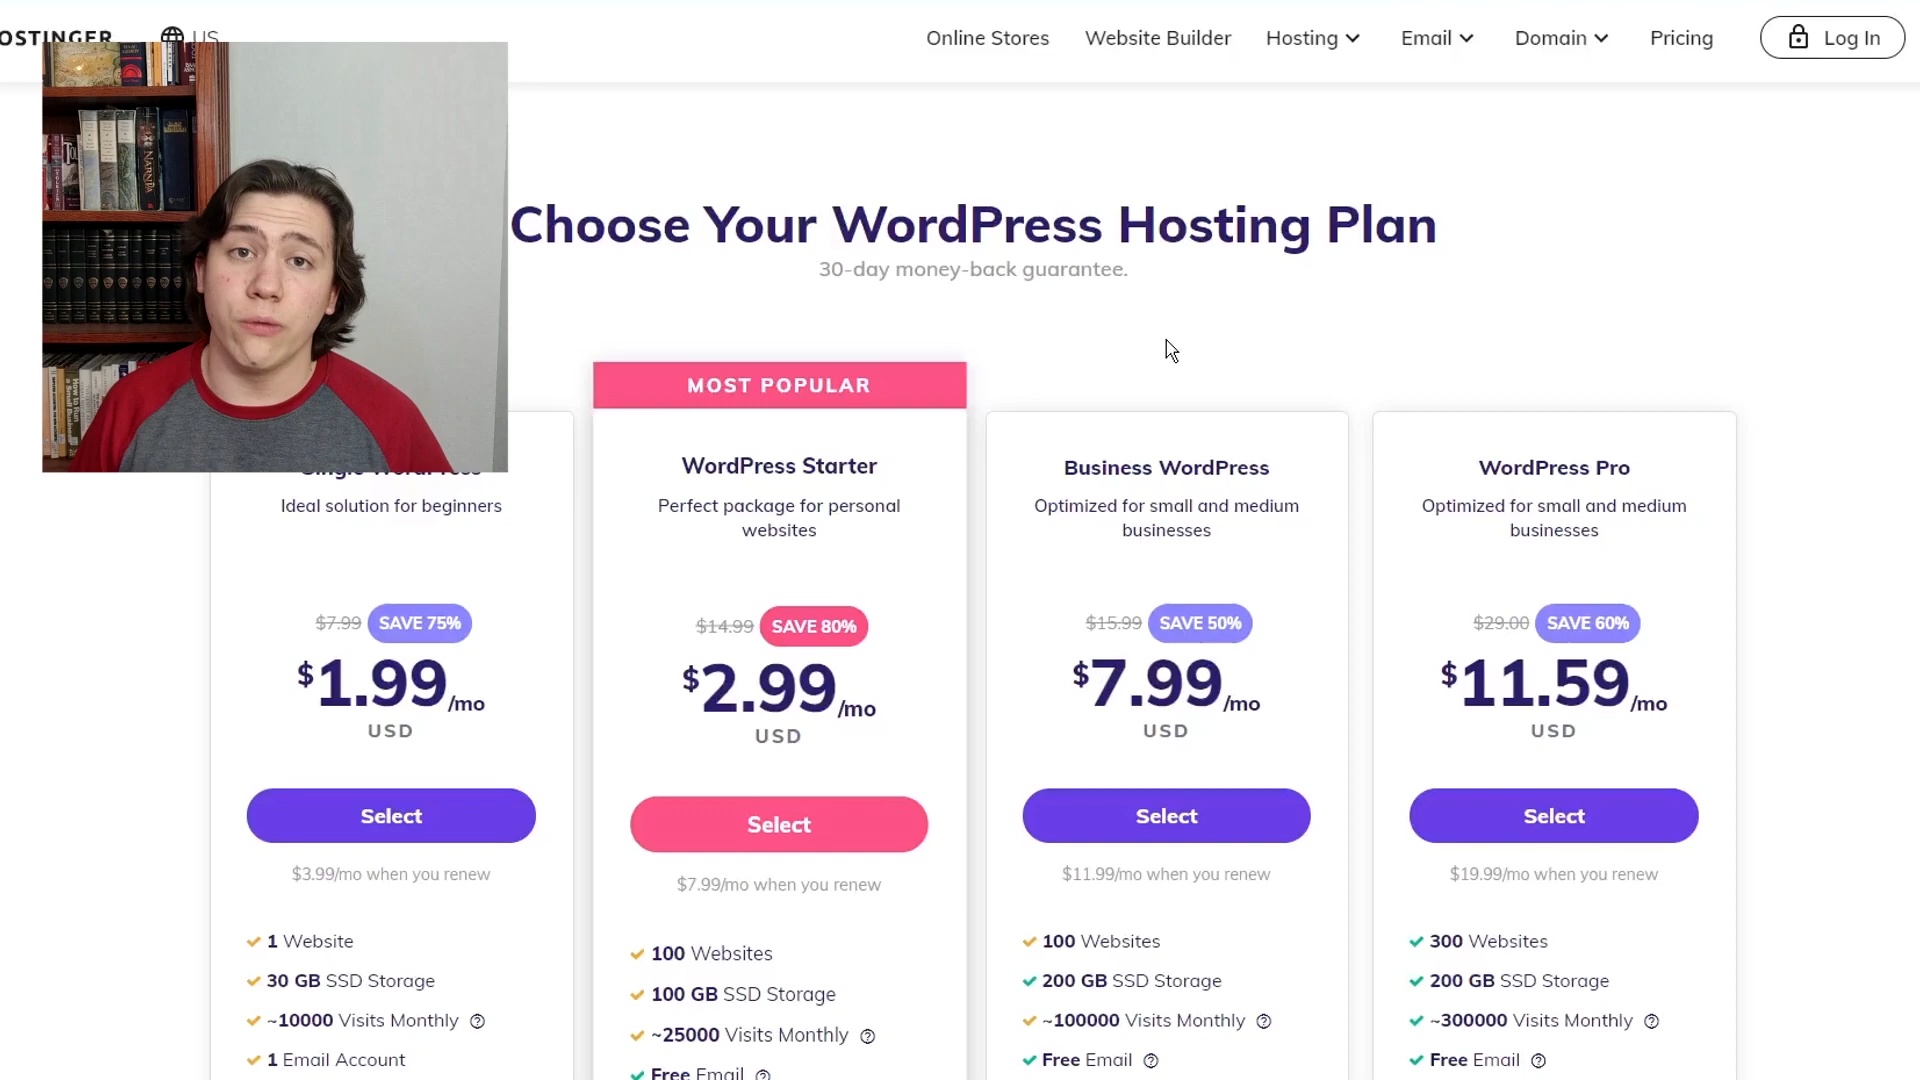 OSTINGER
US
Online Stores
Website Builder
Hosting
Email
Domain
Pricing
Log In
NARNIA
Choose Your WordPress Hosting Plan
30-day money-back guarantee.
Single WordPress
Ideal solution for beginners
$7.99 SAVE 75%
$1.99/mo
USD
Select
$3.99/mo when you renew
1 Website
30 GB SSD Storage
~10000 Visits Monthly
1 Email Account
MOST POPULAR
WordPress Starter
Perfect package for personal
websites
$14.99 SAVE 80%
$2.99/mo
USD
Select
$7.99/mo when you renew
100 Websites
100 GB SSD Storage
~25000 Visits Monthly
Free Email
Business WordPress
Optimized for small and medium
businesses
$15.99 SAVE 50%
$7.99/mo
USD
Select
$11.99/mo when you renew
100 Websites
200 GB SSD Storage
~100000 Visits Monthly
Free Email
WordPress Pro
Optimized for small and medium
businesses
$29.00 SAVE 60%
$11.59/mo
USD
Select
$19.99/mo when you renew
300 Websites
200 GB SSD Storage
~300000 Visits Monthly
Free Email